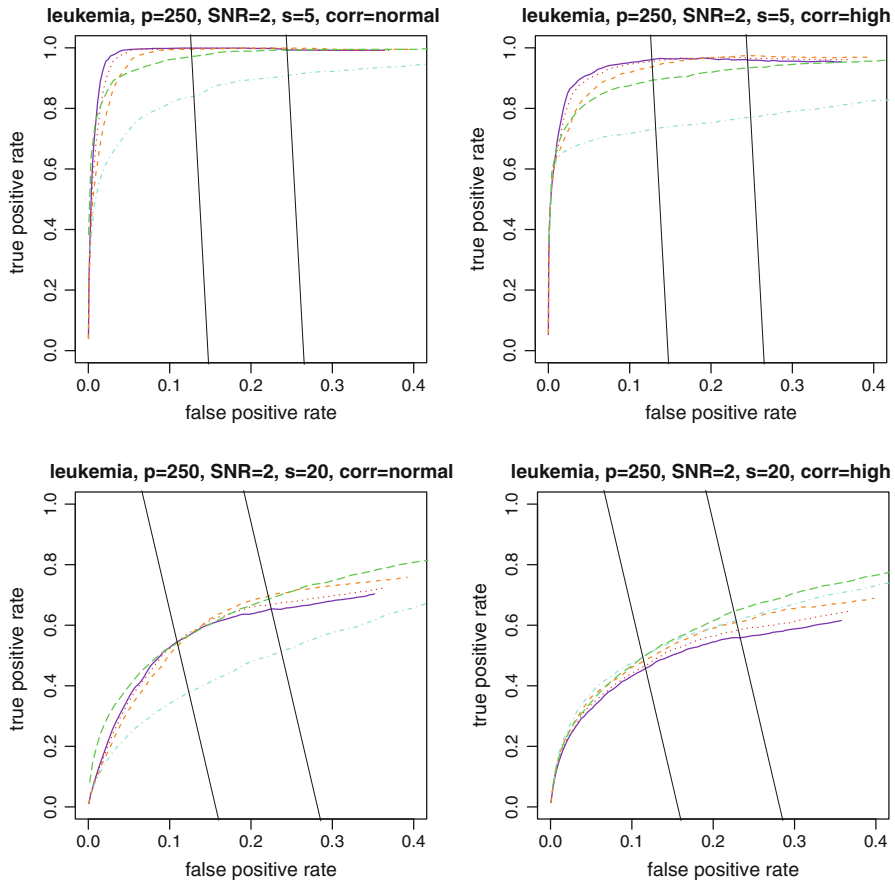 leukemia, p=250, SNR=2, s=5, corr=normal
true positive rate
0.0 0.2 0.4 0.6 0.8 1.0
0.0 0.1 0.2 0.3 0.4
false positive rate
leukemia, p=250, SNR=2, s=5, corr=high
true positive rate
0.0 0.2 0.4 0.6 0.8 1.0
0.0 0.1 0.2 0.3 0.4
false positive rate
leukemia, p=250, SNR=2, s=20, corr=normal
true positive rate
0.0 0.2 0.4 0.6 0.8 1.0
0.0 0.1 0.2 0.3 0.4
false positive rate
leukemia, p=250, SNR=2, s=20, corr=high
true positive rate
0.0 0.2 0.4 0.6 0.8 1.0
0.0 0.1 0.2 0.3 0.4
false positive rate